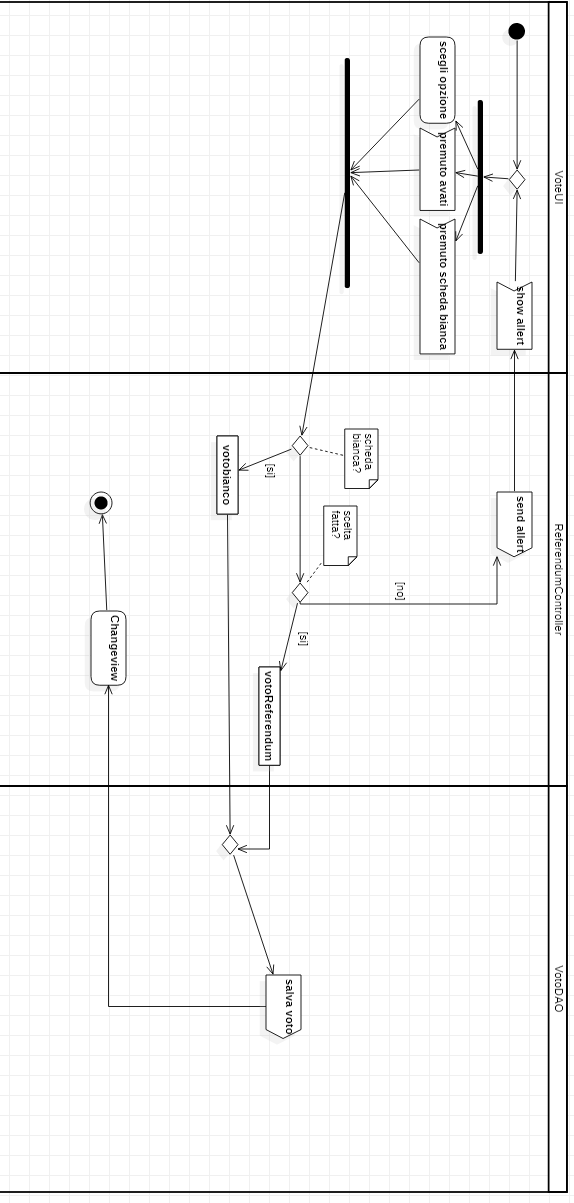 VoteUI
ReferendumController
VotoDAO
scegli opzione
premuto avati
premuto scheda bianca
show allert
send allert
scheda
bianca?
scelta
fatta?
[si]
[no]
[si]
votobianco
votoReferendum
Changeview
salva voto